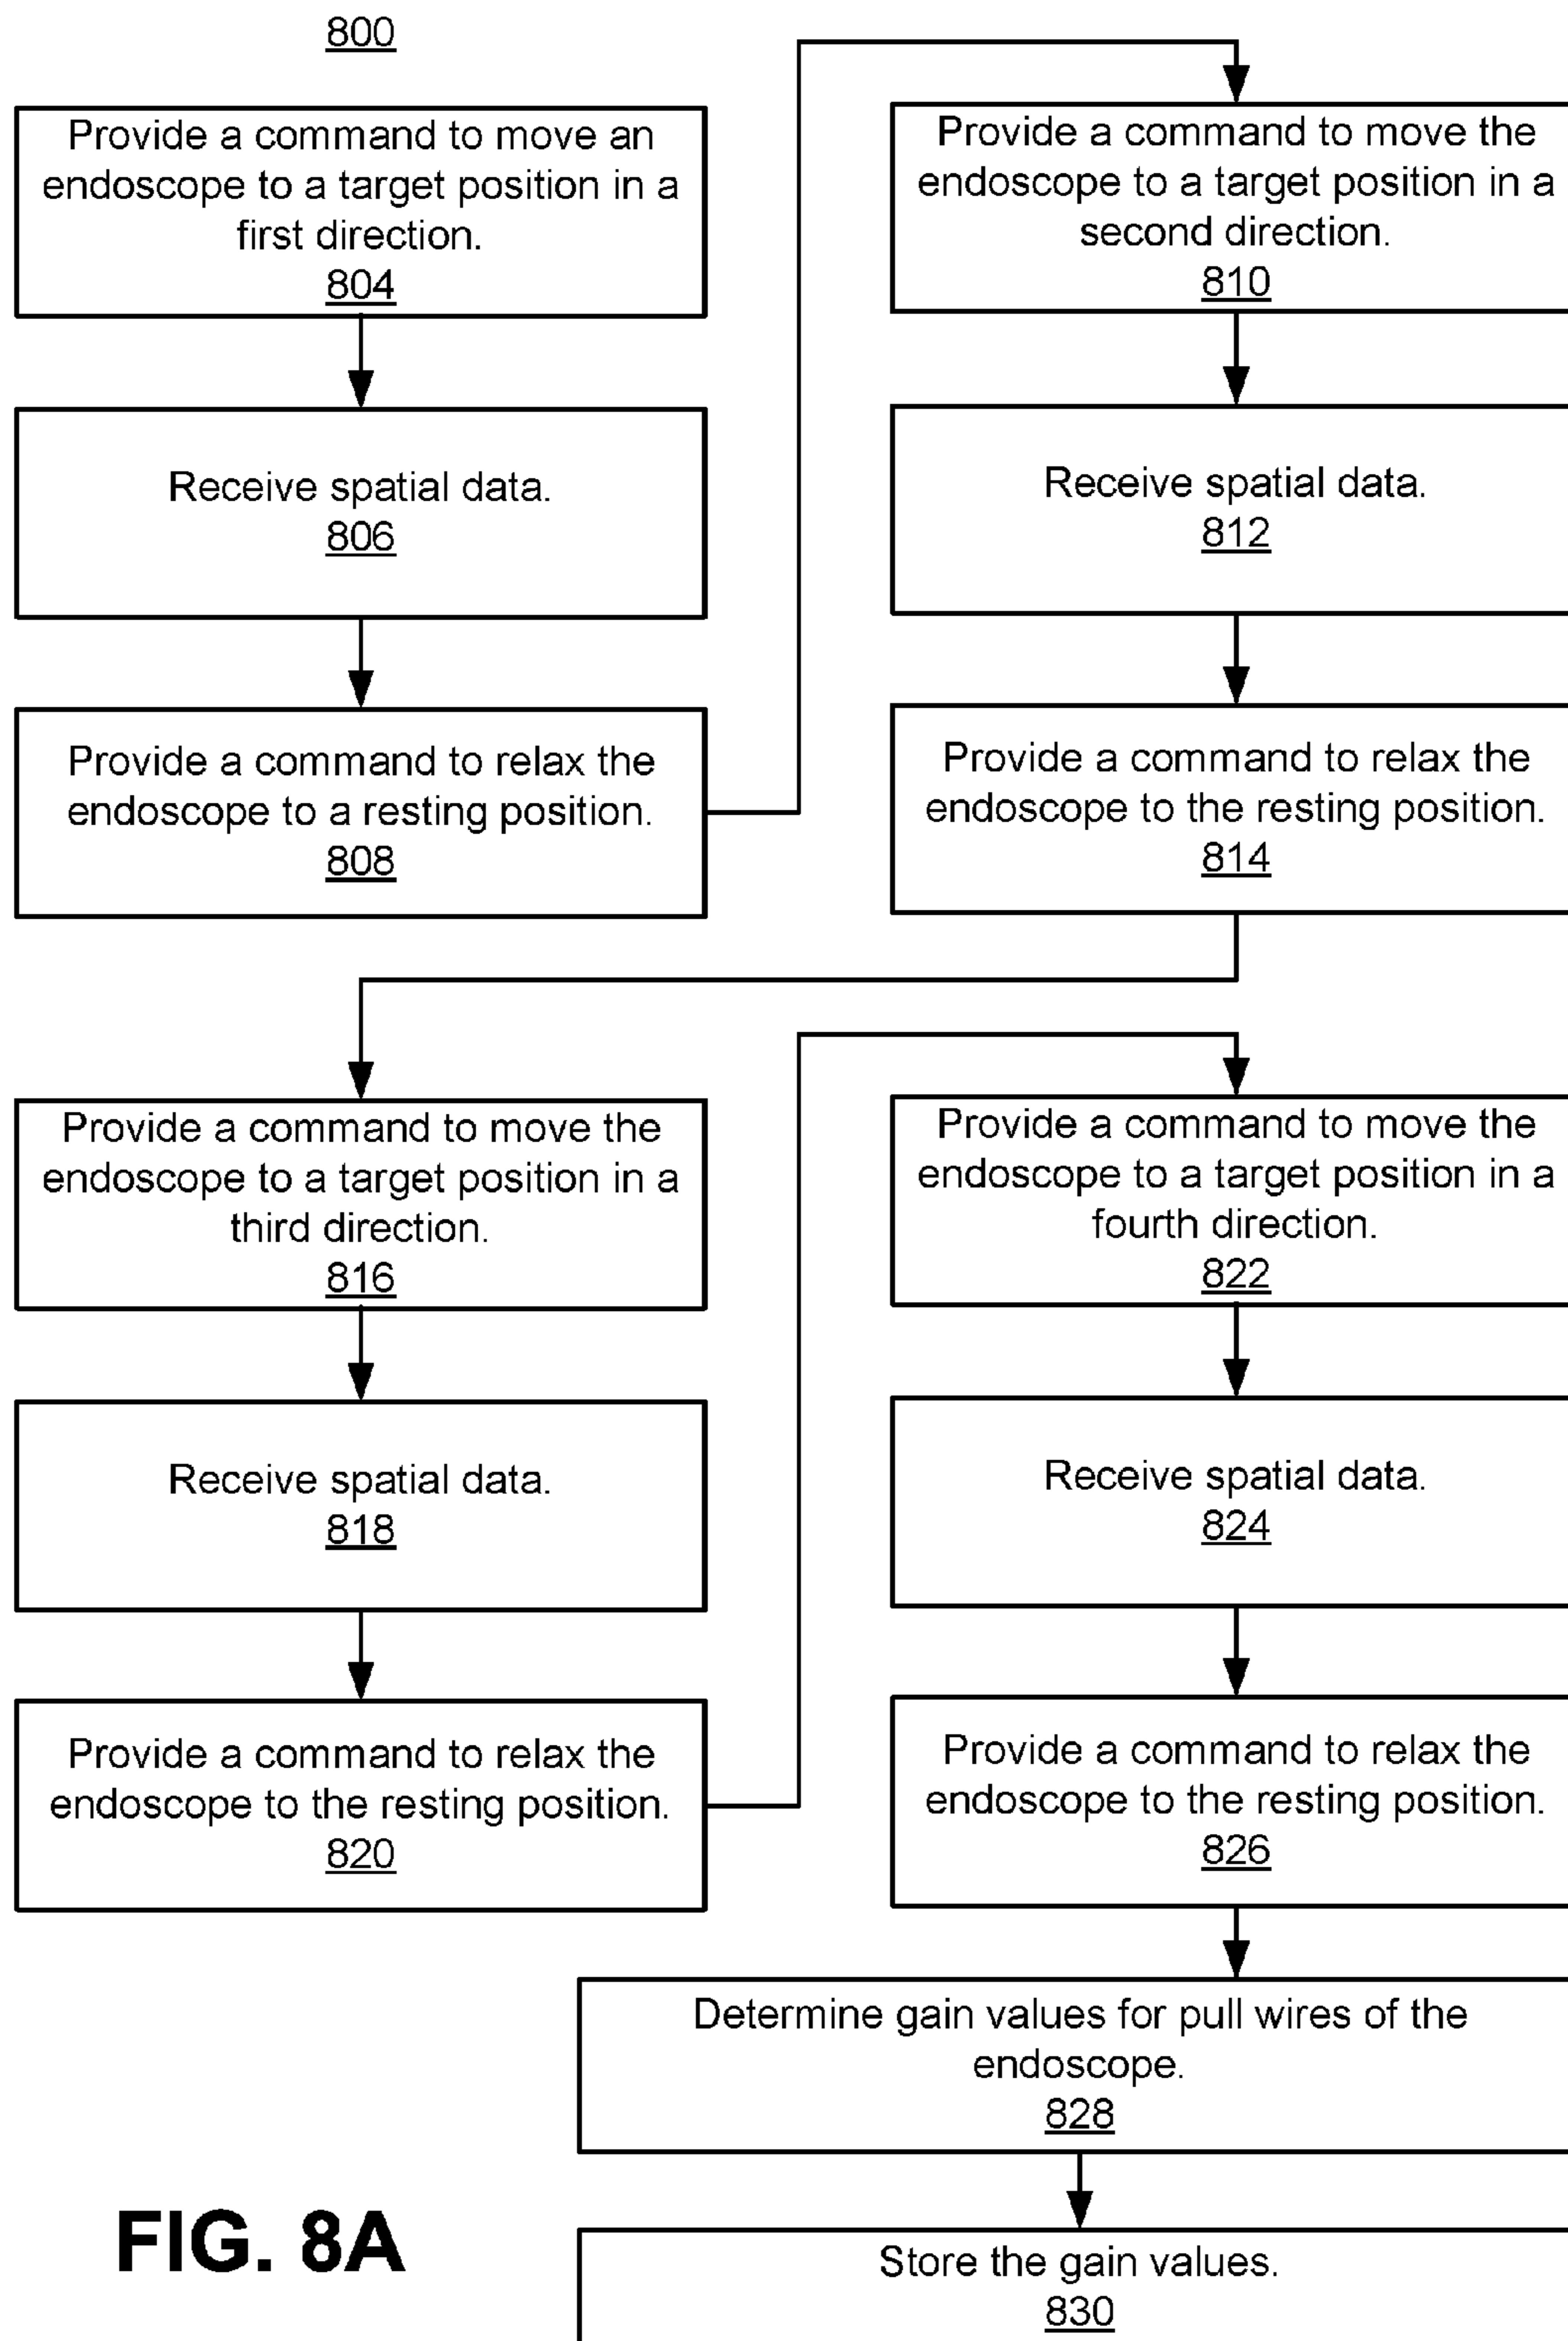 800
Provide a command to move an
endoscope to a target position in a
first direction.
804
Receive spatial data.
806
Provide a command to relax the
endoscope to a resting position.
808
Provide a command to move the
endoscope to a target position in a
second direction.
810
Receive spatial data.
812
Provide a command to relax the
endoscope to the resting position.
814
Provide a command to move the
endoscope to a target position in a
third direction.
816
Receive spatial data.
818
Provide a command to relax the
endoscope to the resting position.
820
Provide a command to move the
endoscope to a target position in a
fourth direction.
822
Receive spatial data.
824
Provide a command to relax the
endoscope to the resting position.
826
Determine gain values for pull wires of the
endoscope.
828
Store the gain values.
830
FIG. 8A